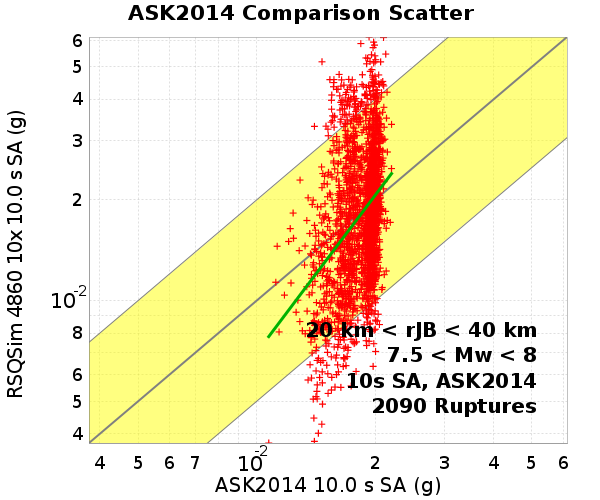 ASK2014 Comparison Scatter
RSQSim 4860 10x 10.0 s SA (g)
6
5
4
3
2
10-2
8
6
5
4
20 km < rJB < 40 km
7.5 < Mw < 8
10s SA, ASK2014
2090 Ruptures
4 5 6 7 10-2 2 3 4 5 6
ASK2014 10.0 s SA (g)